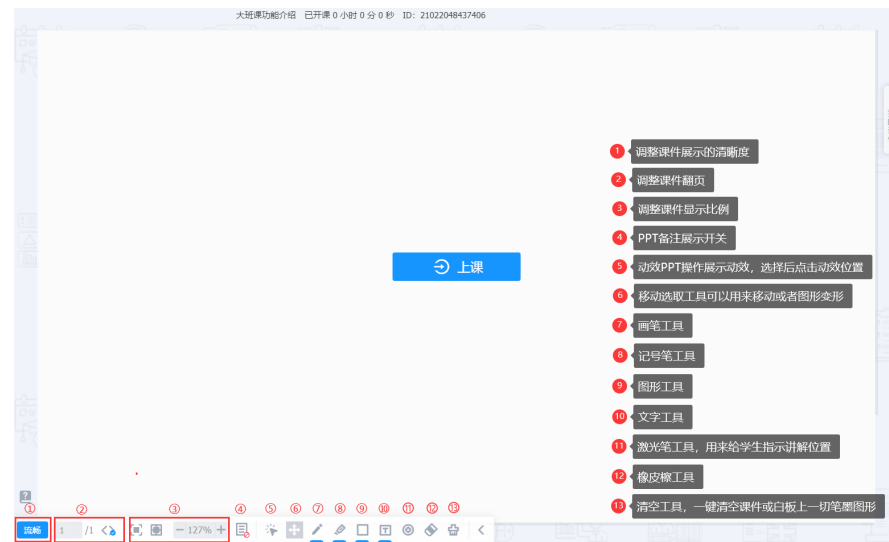 大班课功能介绍 已开课 0 小时 0 分 0 秒 ID: 21022048437406
1 调整课件展示的清晰度
2 调整课件翻页
3 调整课件显示比例
4 PPT备注展示开关
上课
5 动效PPT操作展示动效，选择后点击动效位置
6 移动选取工具可以用来移动或者图形变形
7 画笔工具
8 记号笔工具
9 图形工具
10 文字工具
11 激光笔工具，用来给学生指示讲解位置
12 橡皮檫工具
13 清空工具，一键清空课件或白板上一切笔墨图形
?
① ② ③ ④ ⑤ ⑥ ⑦ ⑧ ⑨ ⑩ ⑪ ⑫ ⑬
流畅 1 /1 127% T